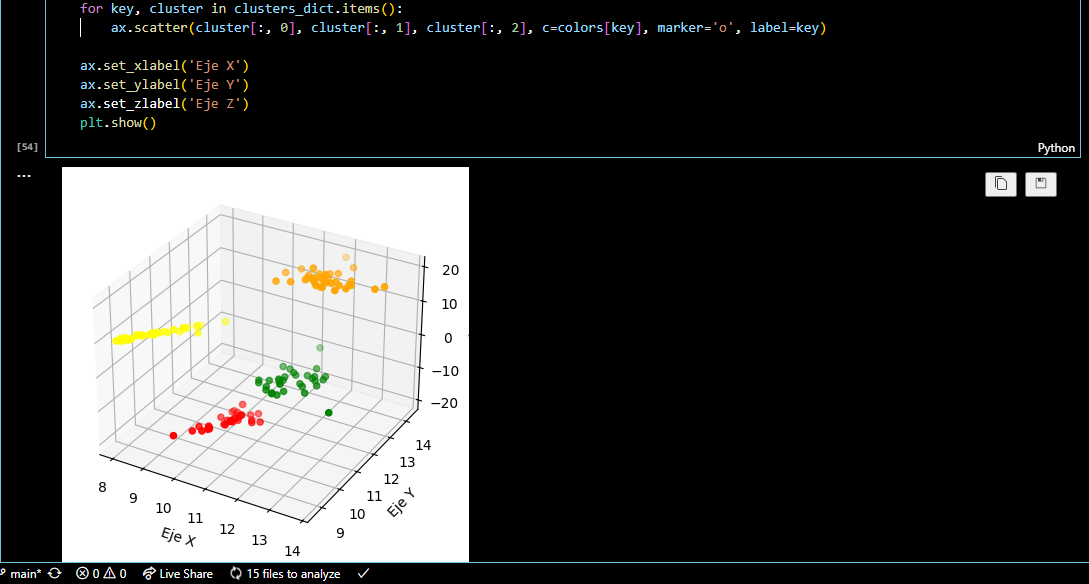 for key, cluster in clusters_dict.items():
ax.scatter(cluster[:, 0], cluster[:, 1], cluster[:, 2], c=colors[key], marker='o', label=key)
ax.set_xlabel('Eje X')
ax.set_ylabel('Eje Y')
ax.set_zlabel('Eje Z')
plt.show()
[54]
Python
...
20
10
0
−10
−20
14
13
12
11
10
9
Eje Y
8
9
10
11
12
13
14
Eje X
main* 0 0 Live Share 15 files to analyze